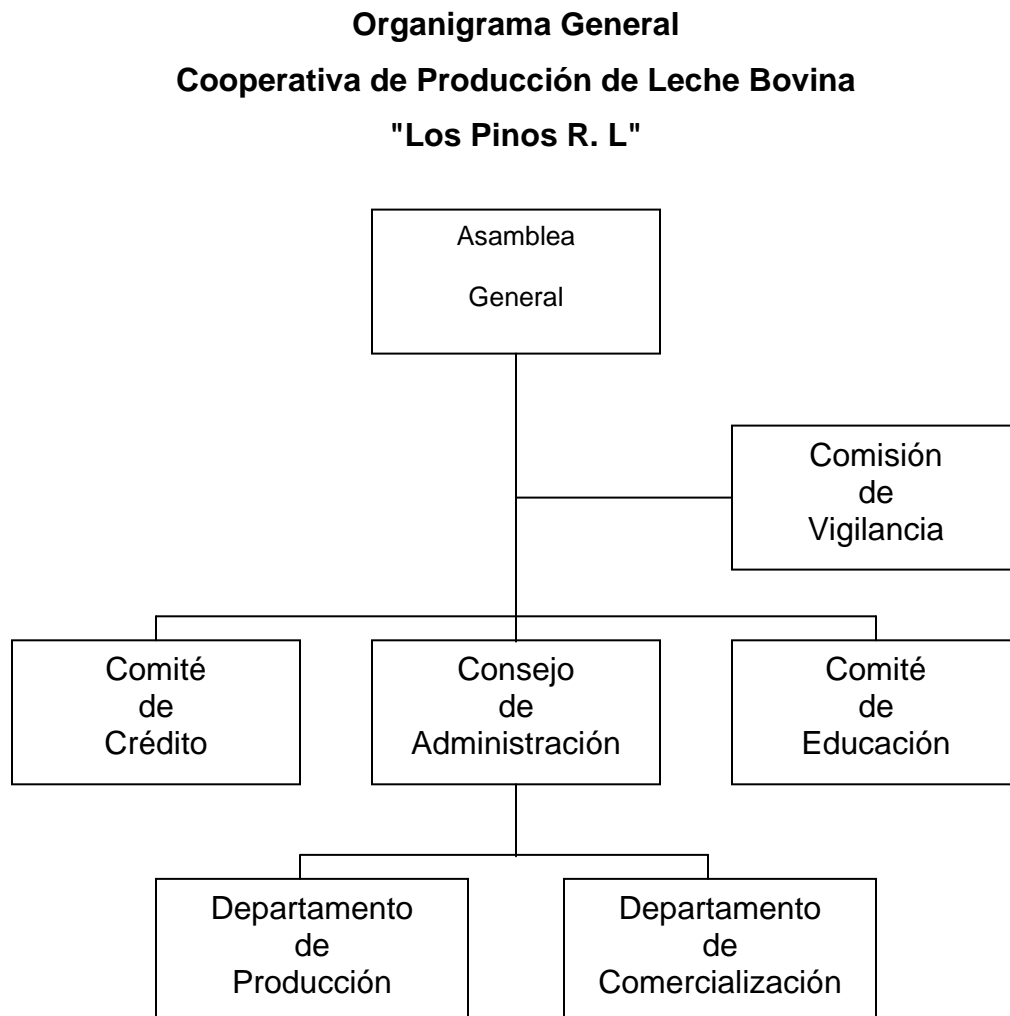 Organigrama General
Cooperativa de Producción de Leche Bovina
"Los Pinos R. L"
Asamblea
General
Comisión
de
Vigilancia
Comité
de
Crédito
Consejo
de
Administración
Comité
de
Educación
Departamento
de
Producción
Departamento
de
Comercialización